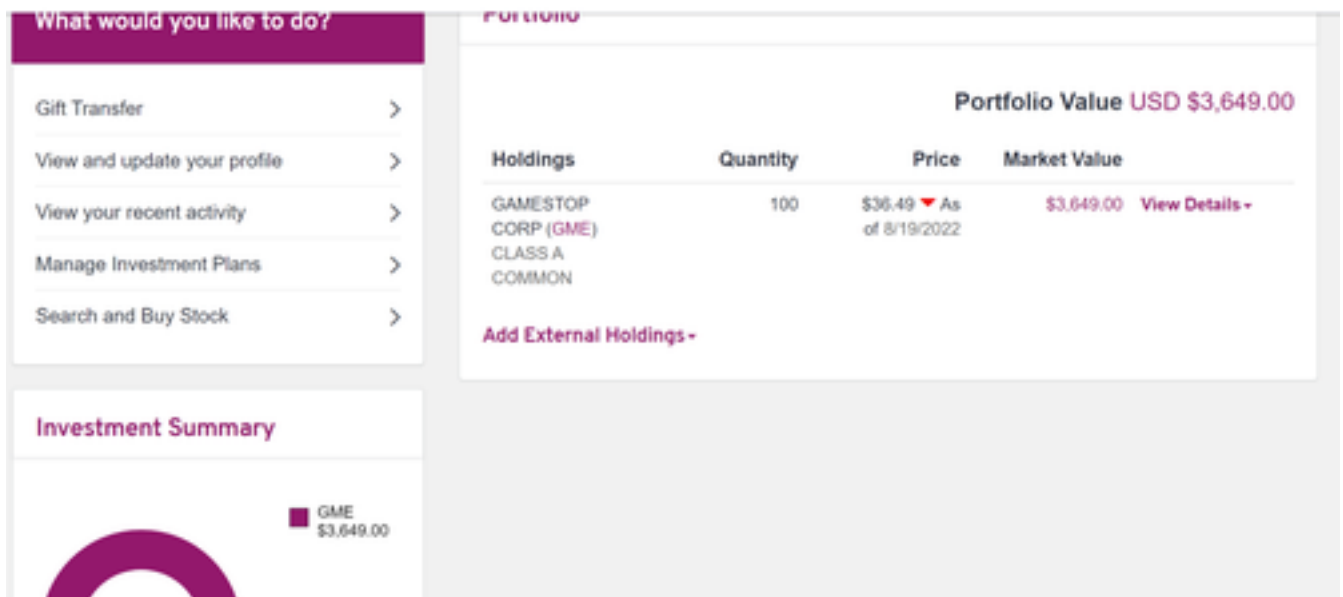 What would you like to do?
Gift Transfer
View and update your profile
View your recent activity
Manage Investment Plans
Search and Buy Stock
Investment Summary
GME
$3,649.00
Portfolio
Portfolio Value USD $3,649.00
Holdings Quantity Price Market Value
GAMESTOP 100 $36.49 As $3,649.00 View Details
CORP (GME) of 8/19/2022
CLASS A
COMMON
Add External Holdings